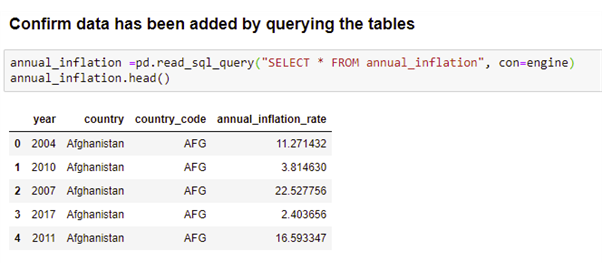 Confirm data has been added by querying the tables
annual_inflation =pd.read_sql_query("SELECT * FROM annual_inflation", con=engine)
annual_inflation.head()
year country country_code annual_inflation_rate
0 2004 Afghanistan AFG 11.271432
1 2010 Afghanistan AFG 3.814630
2 2007 Afghanistan AFG 22.527756
3 2017 Afghanistan AFG 2.403656
4 2011 Afghanistan AFG 16.593347